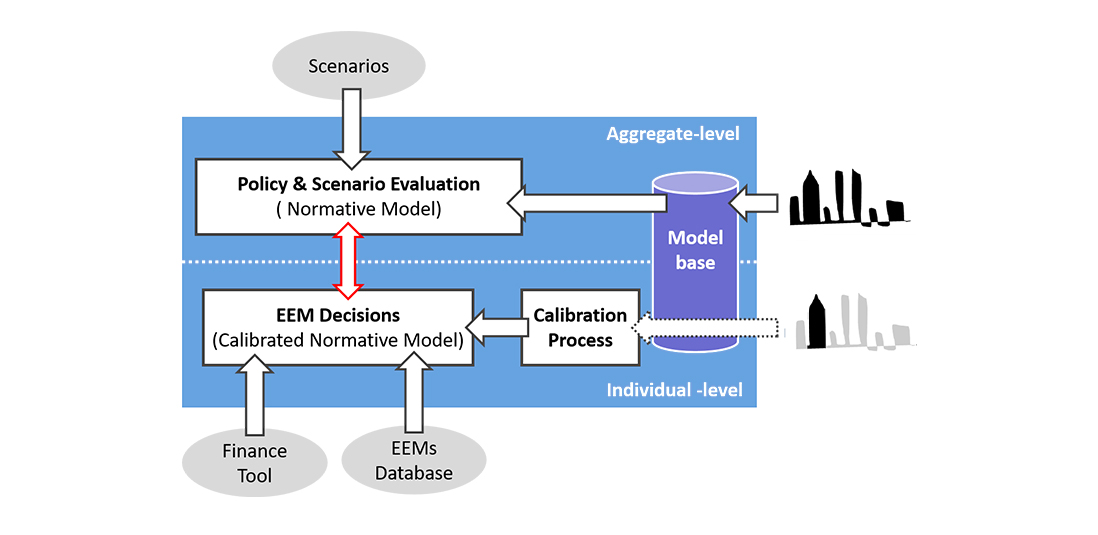 Scenarios
Aggregate-level
Policy & Scenario Evaluation
( Normative Model)
Model
base
EEM Decisions
(Calibrated Normative Model)
Calibration
Process
Individual -level
Finance
Tool
EEMs
Database